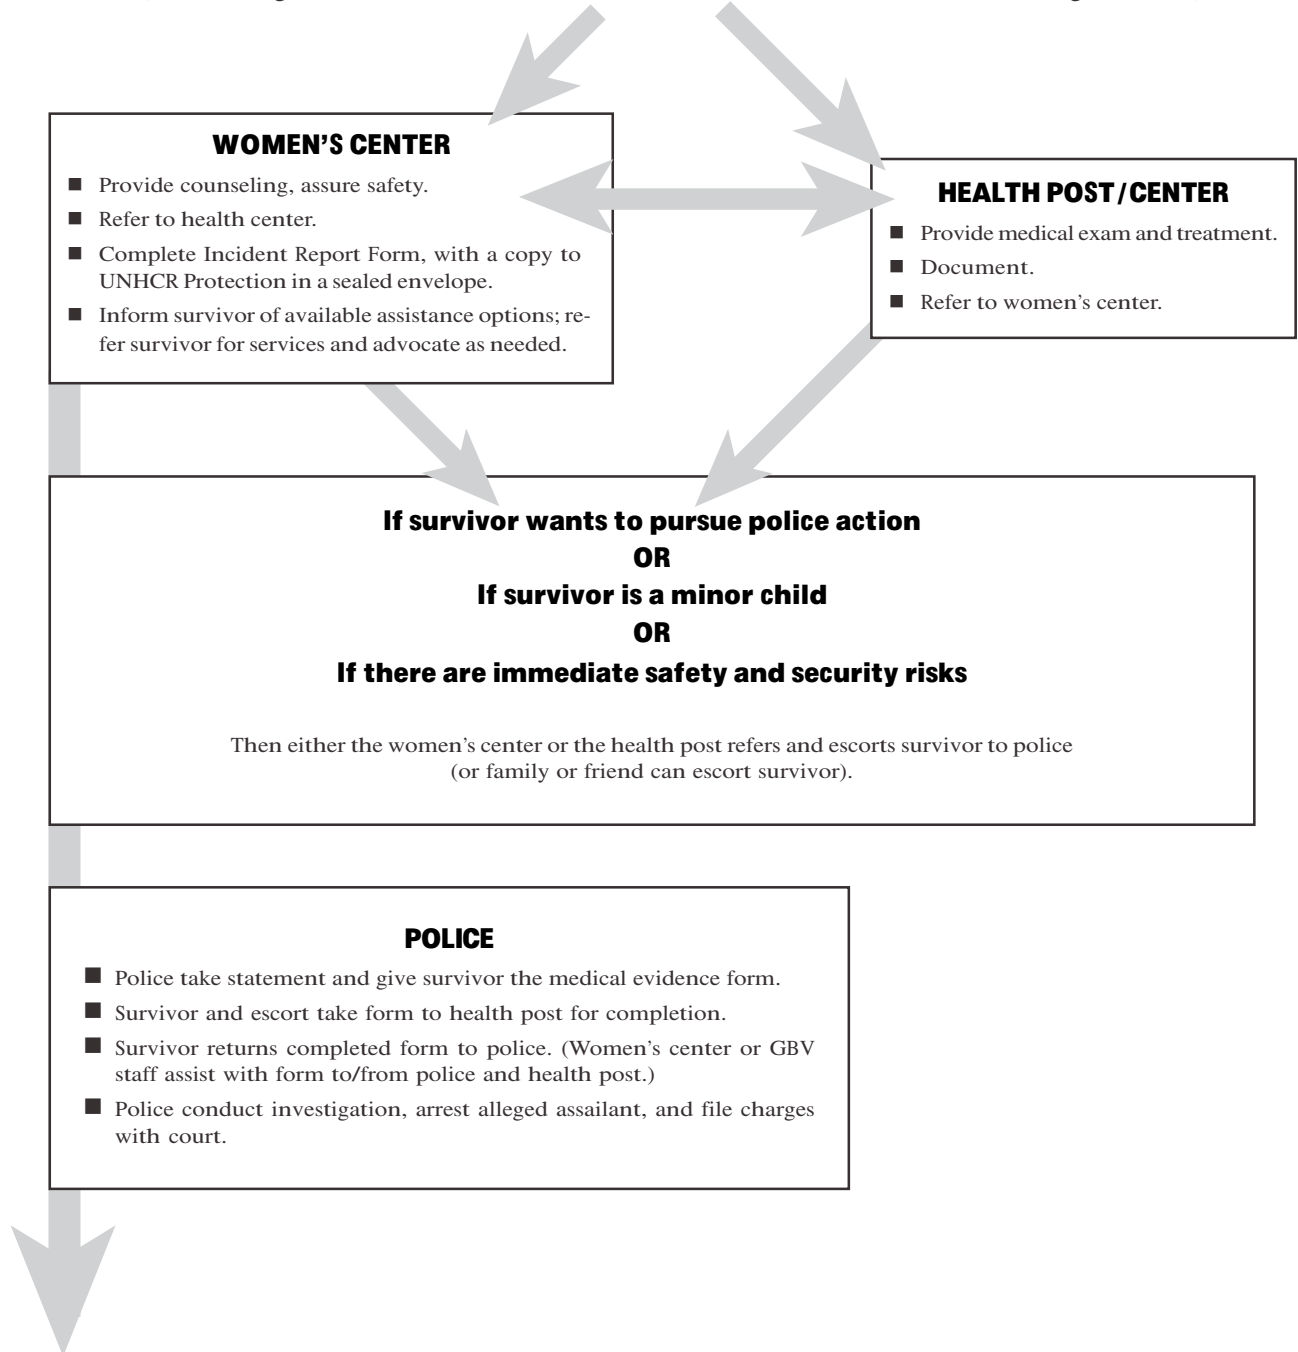 WOMEN'S CENTER
■ Provide counseling, assure safety.
■ Refer to health center.
■ Complete Incident Report Form, with a copy to
UNHCR Protection in a sealed envelope.
■ Inform survivor of available assistance options; re-
fer survivor for services and advocate as needed.
HEALTH POST/CENTER
■ Provide medical exam and treatment.
■ Document.
■ Refer to women's center.
If survivor wants to pursue police action
OR
If survivor is a minor child
OR
If there are immediate safety and security risks
Then either the women's center or the health post refers and escorts survivor to police
(or family or friend can escort survivor).
POLICE
■ Police take statement and give survivor the medical evidence form.
■ Survivor and escort take form to health post for completion.
■ Survivor returns completed form to police. (Women's center or GBV
staff assist with form to/from police and health post.)
■ Police conduct investigation, arrest alleged assailant, and file charges
with court.